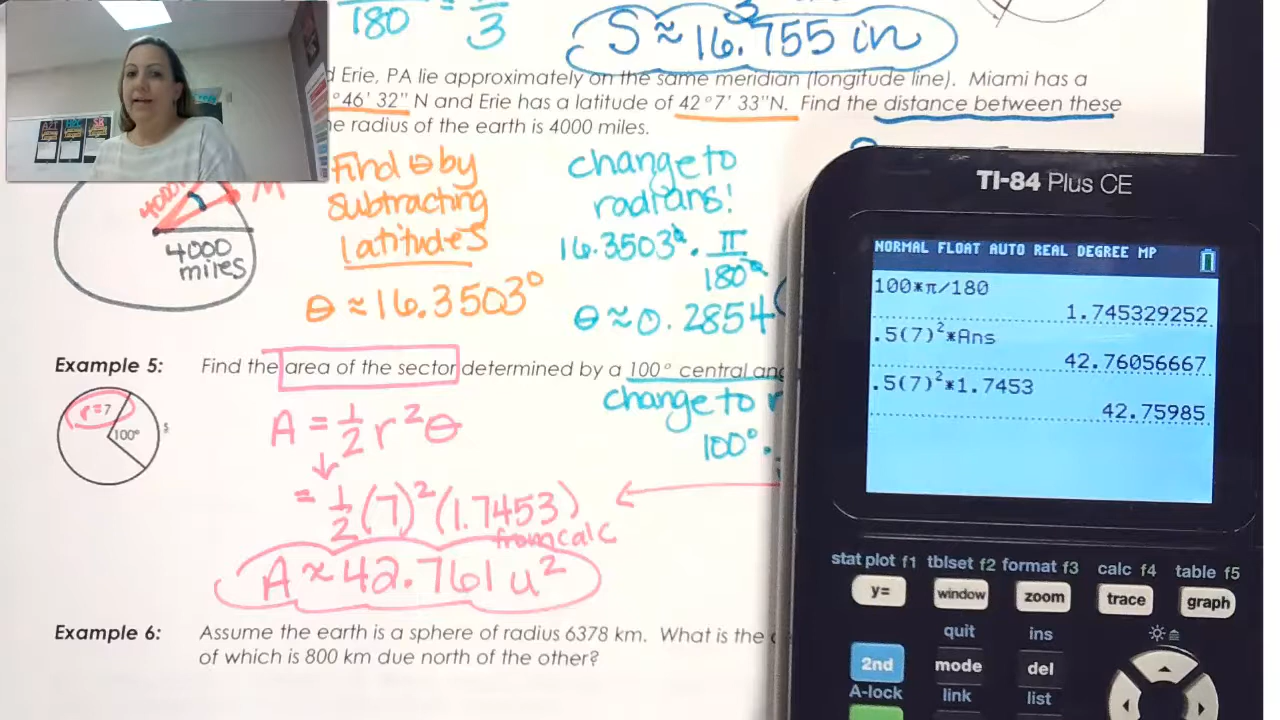 180 = π/3
S ≈ 16.755 in
d Erie, PA lie approximately on the same meridian (longitude line). Miami has a
°46' 32" N and Erie has a latitude of 42°7' 33"N. Find the distance between these
e radius of the earth is 4000 miles.
4000
M
4000
miles
Find θ by
subtracting
latitudes
θ ≈ 16.3503°
change to
radians!
16.3503° · π/180°
θ ≈ 0.2854
Example 5: Find the area of the sector determined by a 100° central an
r=7
100°
s
A = 1/2 r²θ
= 1/2 (7)² (1.7453)
from calc
A ≈ 42.761 u²
change to r
100° ·
Example 6: Assume the earth is a sphere of radius 6378 km. What is the
of which is 800 km due north of the other?
TI-84 Plus CE
NORMAL FLOAT AUTO REAL DEGREE MP
100*π/180
1.745329252
.5(7)²*Ans
42.76056667
.5(7)²*1.7453
42.75985
stat plot f1 tblset f2 format f3 calc f4 table f5
y= window zoom trace graph
quit ins
2nd mode del
A-lock link list